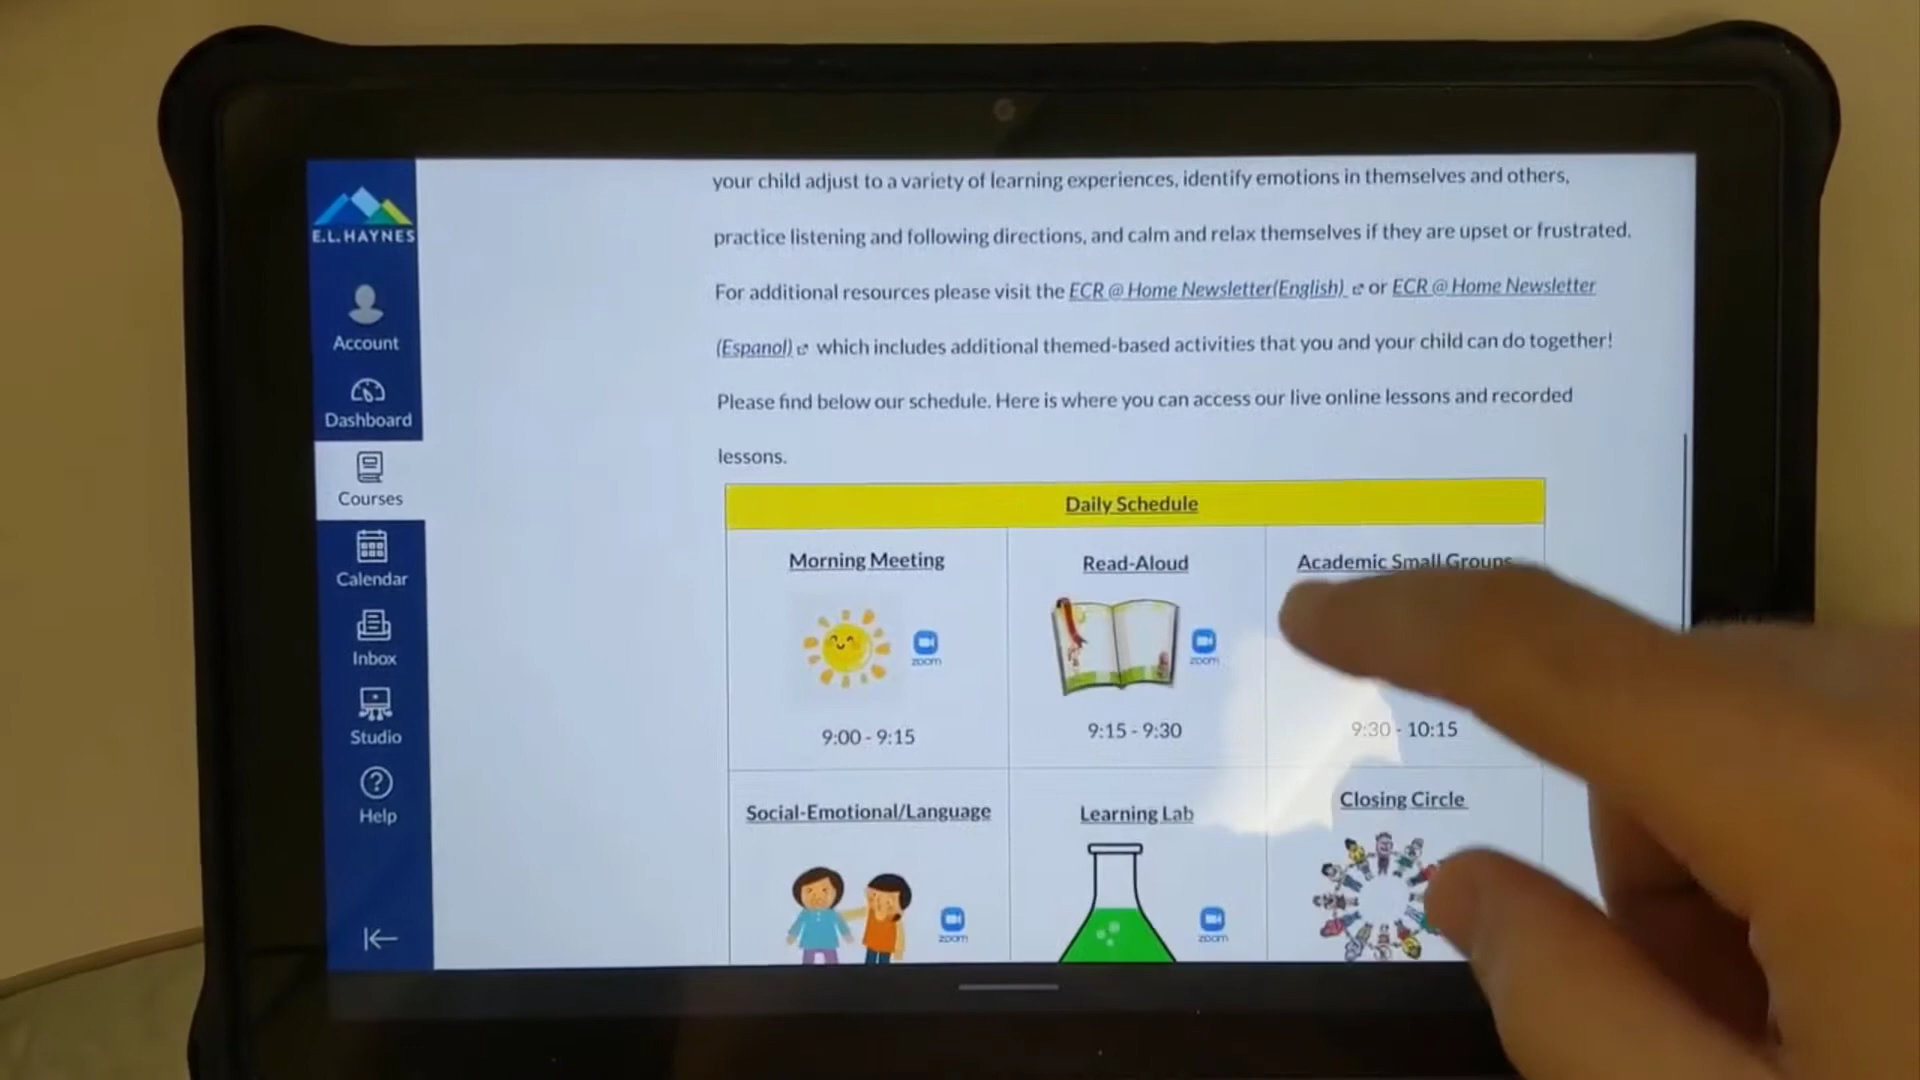 E.L.HAYNES
Account
Dashboard
Courses
Calendar
Inbox
Studio
Help
your child adjust to a variety of learning experiences, identify emotions in themselves and others,
practice listening and following directions, and calm and relax themselves if they are upset or frustrated.
For additional resources please visit the ECR @ Home Newsletter(English) or ECR @ Home Newsletter
(Espanol) which includes additional themed-based activities that you and your child can do together!
Please find below our schedule. Here is where you can access our live online lessons and recorded
lessons.
Daily Schedule
Morning Meeting
zoom
9:00 - 9:15
Read-Aloud
zoom
9:15 - 9:30
Academic Small Groups
9:30 - 10:15
Social-Emotional/Language
zoom
Learning Lab
zoom
Closing Circle